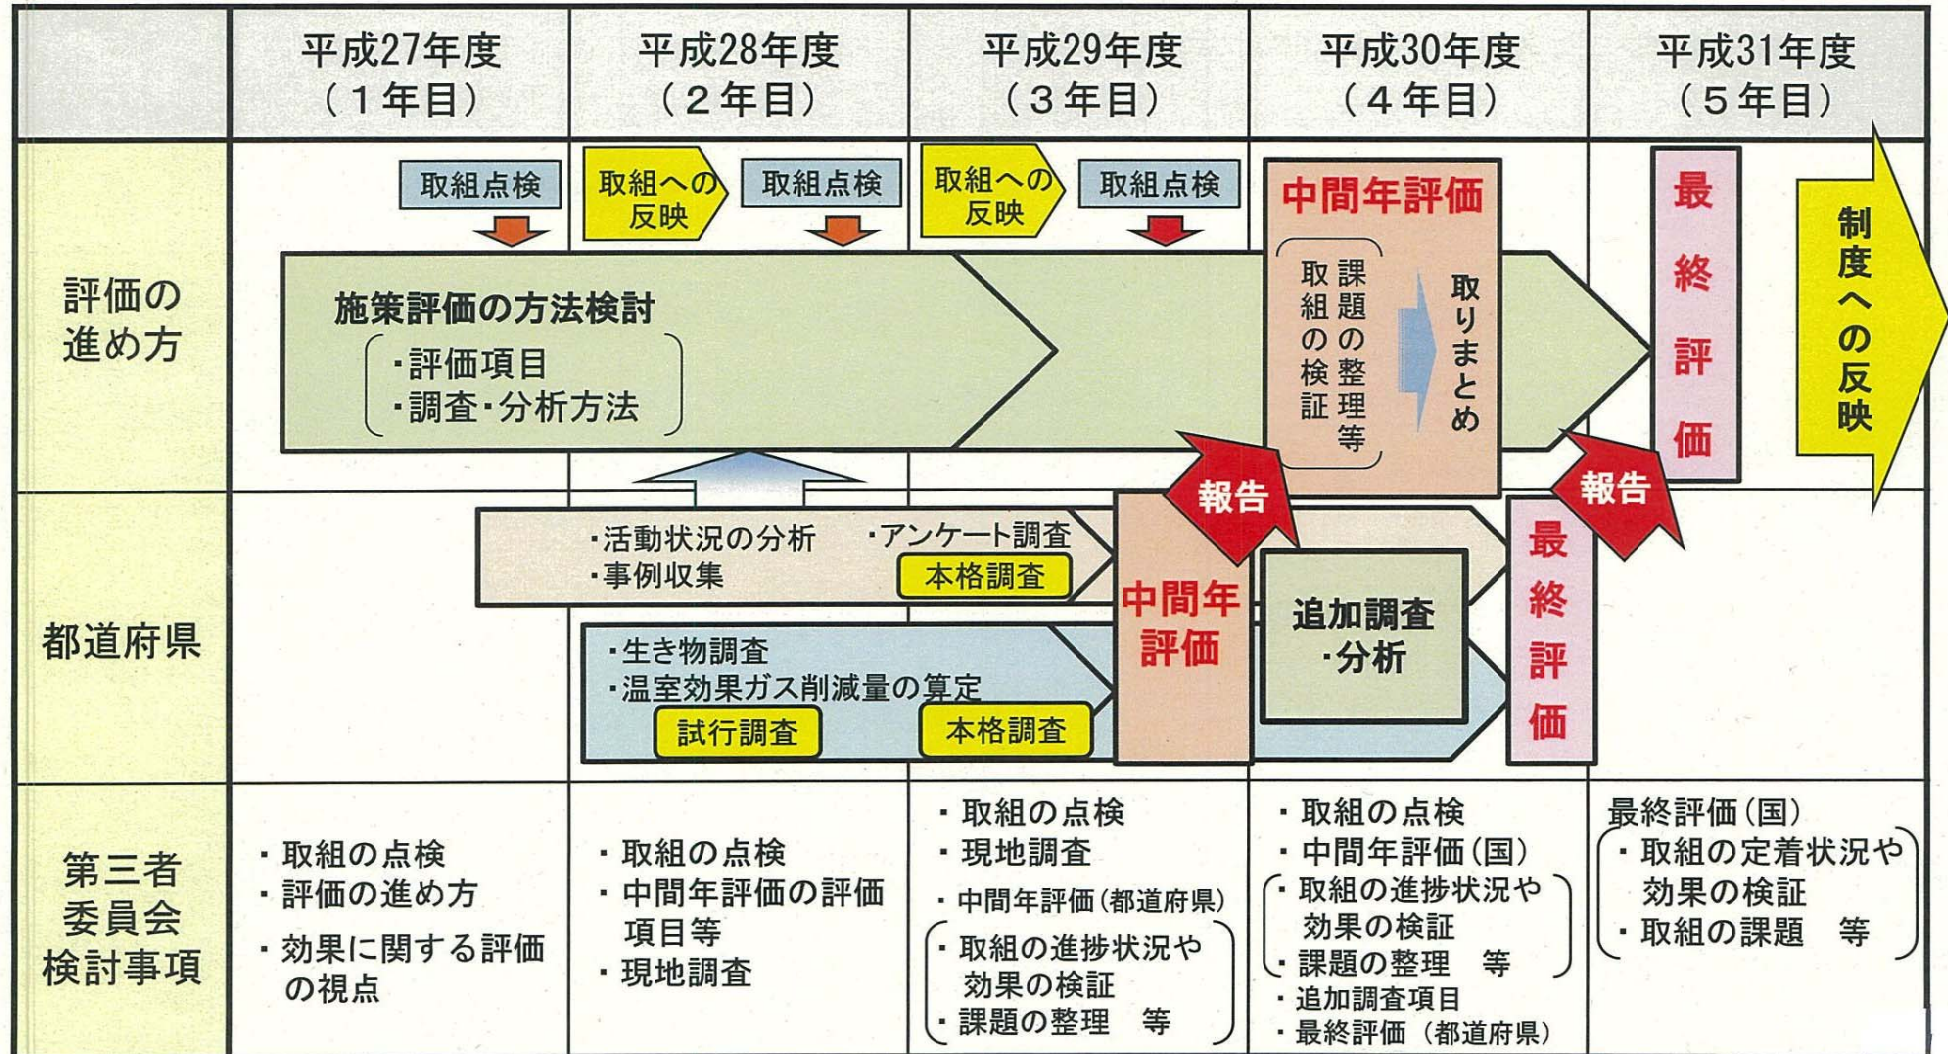 平成27年度
（１年目）
平成28年度
（２年目）
平成29年度
（３年目）
平成30年度
（４年目）
平成31年度
（５年目）
評価の
進め方
取組点検
取組への
反映
取組点検
取組への
反映
取組点検
中間年評価
課題の整理等
取組の検証
取りまとめ
最終評価
制度への反映
施策評価の方法検討
・評価項目
・調査・分析方法
報告
報告
都道府県
・活動状況の分析
・事例収集
・アンケート調査
本格調査
・生き物調査
・温室効果ガス削減量の算定
試行調査
本格調査
中間年
評価
追加調査
・分析
最終評価
第三者
委員会
検討事項
・取組の点検
・評価の進め方
・効果に関する評価
の視点
・取組の点検
・中間年評価の評価
項目等
・現地調査
・取組の点検
・現地調査
・中間年評価（都道府県）
・取組の進捗状況や
効果の検証
・課題の整理　等
・取組の点検
・中間年評価（国）
・取組の進捗状況や
効果の検証
・課題の整理　等
・追加調査項目
・最終評価（都道府県）
最終評価（国）
・取組の定着状況や
効果の検証
・取組の課題　等